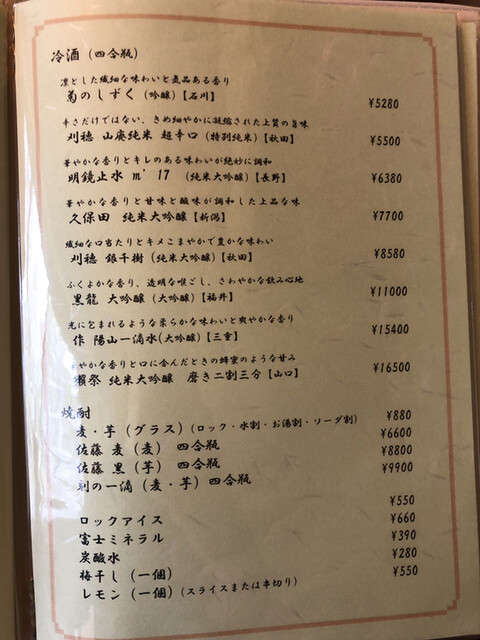 冷酒（四合瓶）
凛とした繊細な味わいと気品ある香り
菊のしずく（吟醸）【石川】 ¥5280
辛さだけではない、きめ細やかに凝縮された上質の旨味
刈穂 山廃純米 超辛口（特別純米）【秋田】 ¥5500
華やかな香りとキレのある味わいが絶妙に調和
明鏡止水 m' 17 （純米大吟醸）【長野】 ¥6380
華やかな香りと甘味と酸味が調和した上品な味
久保田 純米大吟醸【新潟】 ¥7700
繊細な口当たりとキメこまやかで豊かな味わい
刈穂 銀千樹（純米大吟醸）【秋田】 ¥8580
ふくよかな香り、透明な喉ごし、さわやかな飲み心地
黒龍 大吟醸（大吟醸）【福井】 ¥11000
光に包まれるような柔らかな味わいと爽やかな香り
作 陽山一滴水（大吟醸）【三重】 ¥15400
やかな香りと口に含んだときの蜂蜜のような甘み
獺祭 純米大吟醸 磨き二割三分【山口】 ¥16500
焼酎
麦・芋（グラス）（ロック・水割・お湯割・ソーダ割） ¥880
佐藤 麦（麦） 四合瓶 ¥6600
佐藤 黒（芋） 四合瓶 ¥8800
の一滴（麦・芋）四合瓶 ¥9900
ロックアイス ¥550
富士ミネラル ¥660
炭酸水 ¥390
梅干し（一個） ¥280
レモン（一個）（スライスまたは串切り） ¥550